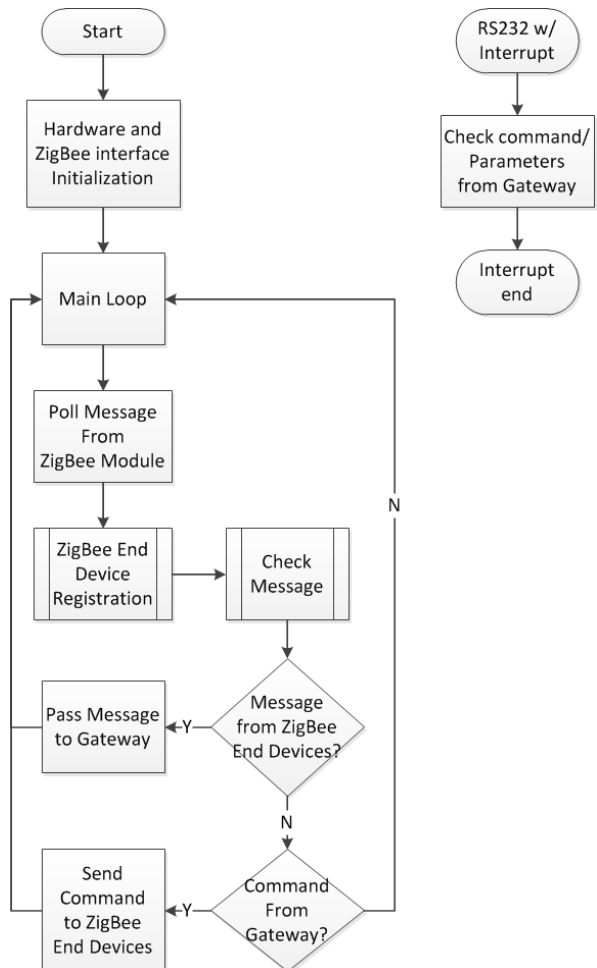 Start
Hardware and
ZigBee interface
Initialization
Main Loop
Poll Message
From
ZigBee Module
ZigBee End
Device
Registration
Check
Message
Message
from ZigBee
End Devices?
Y
Pass Message
to Gateway
N
Command
From
Gateway?
Y
Send
Command
to ZigBee
End Devices
N
RS232 w/
Interrupt
Check command/
Parameters
from Gateway
Interrupt
end